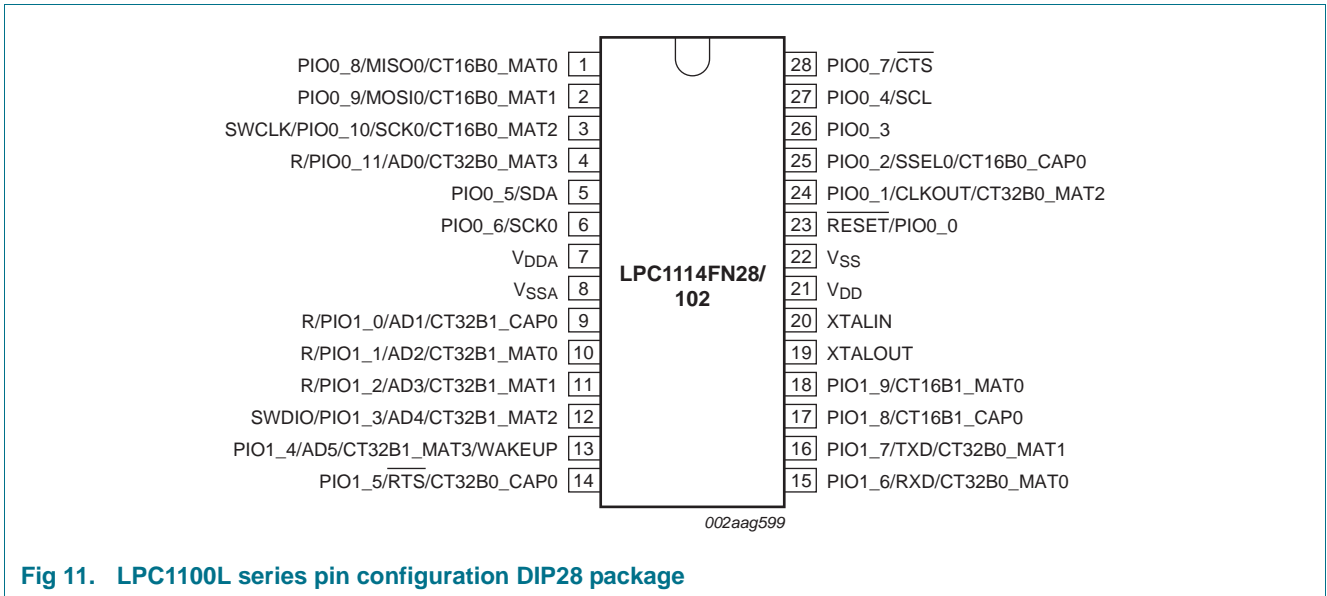 PIO0_8/MISO0/CT16B0_MAT0 1
PIO0_9/MOSI0/CT16B0_MAT1 2
SWCLK/PIO0_10/SCK0/CT16B0_MAT2 3
R/PIO0_11/AD0/CT32B0_MAT3 4
PIO0_5/SDA 5
PIO0_6/SCK0 6
VDDA 7
VSSA 8
R/PIO1_0/AD1/CT32B1_CAP0 9
R/PIO1_1/AD2/CT32B1_MAT0 10
R/PIO1_2/AD3/CT32B1_MAT1 11
SWDIO/PIO1_3/AD4/CT32B1_MAT2 12
PIO1_4/AD5/CT32B1_MAT3/WAKEUP 13
PIO1_5/RTS/CT32B0_CAP0 14
LPC1114FN28/
102
28 PIO0_7/CTS
27 PIO0_4/SCL
26 PIO0_3
25 PIO0_2/SSEL0/CT16B0_CAP0
24 PIO0_1/CLKOUT/CT32B0_MAT2
23 RESET/PIO0_0
22 VSS
21 VDD
20 XTALIN
19 XTALOUT
18 PIO1_9/CT16B1_MAT0
17 PIO1_8/CT16B1_CAP0
16 PIO1_7/TXD/CT32B0_MAT1
15 PIO1_6/RXD/CT32B0_MAT0
002aag599
Fig 11. LPC1100L series pin configuration DIP28 package